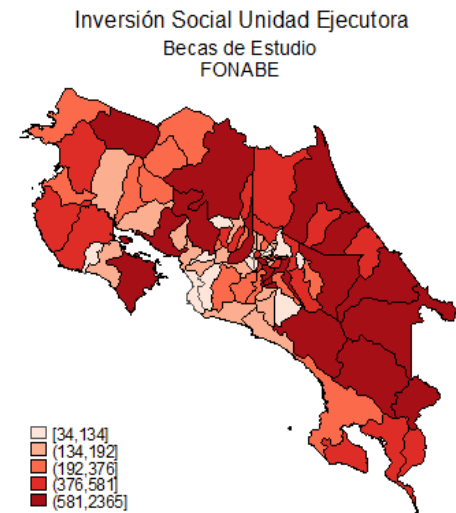 Inversión Social Unidad Ejecutora
Becas de Estudio
FONABE
[34,134]
(134,192]
(192,376]
(376,581]
(581,2365]